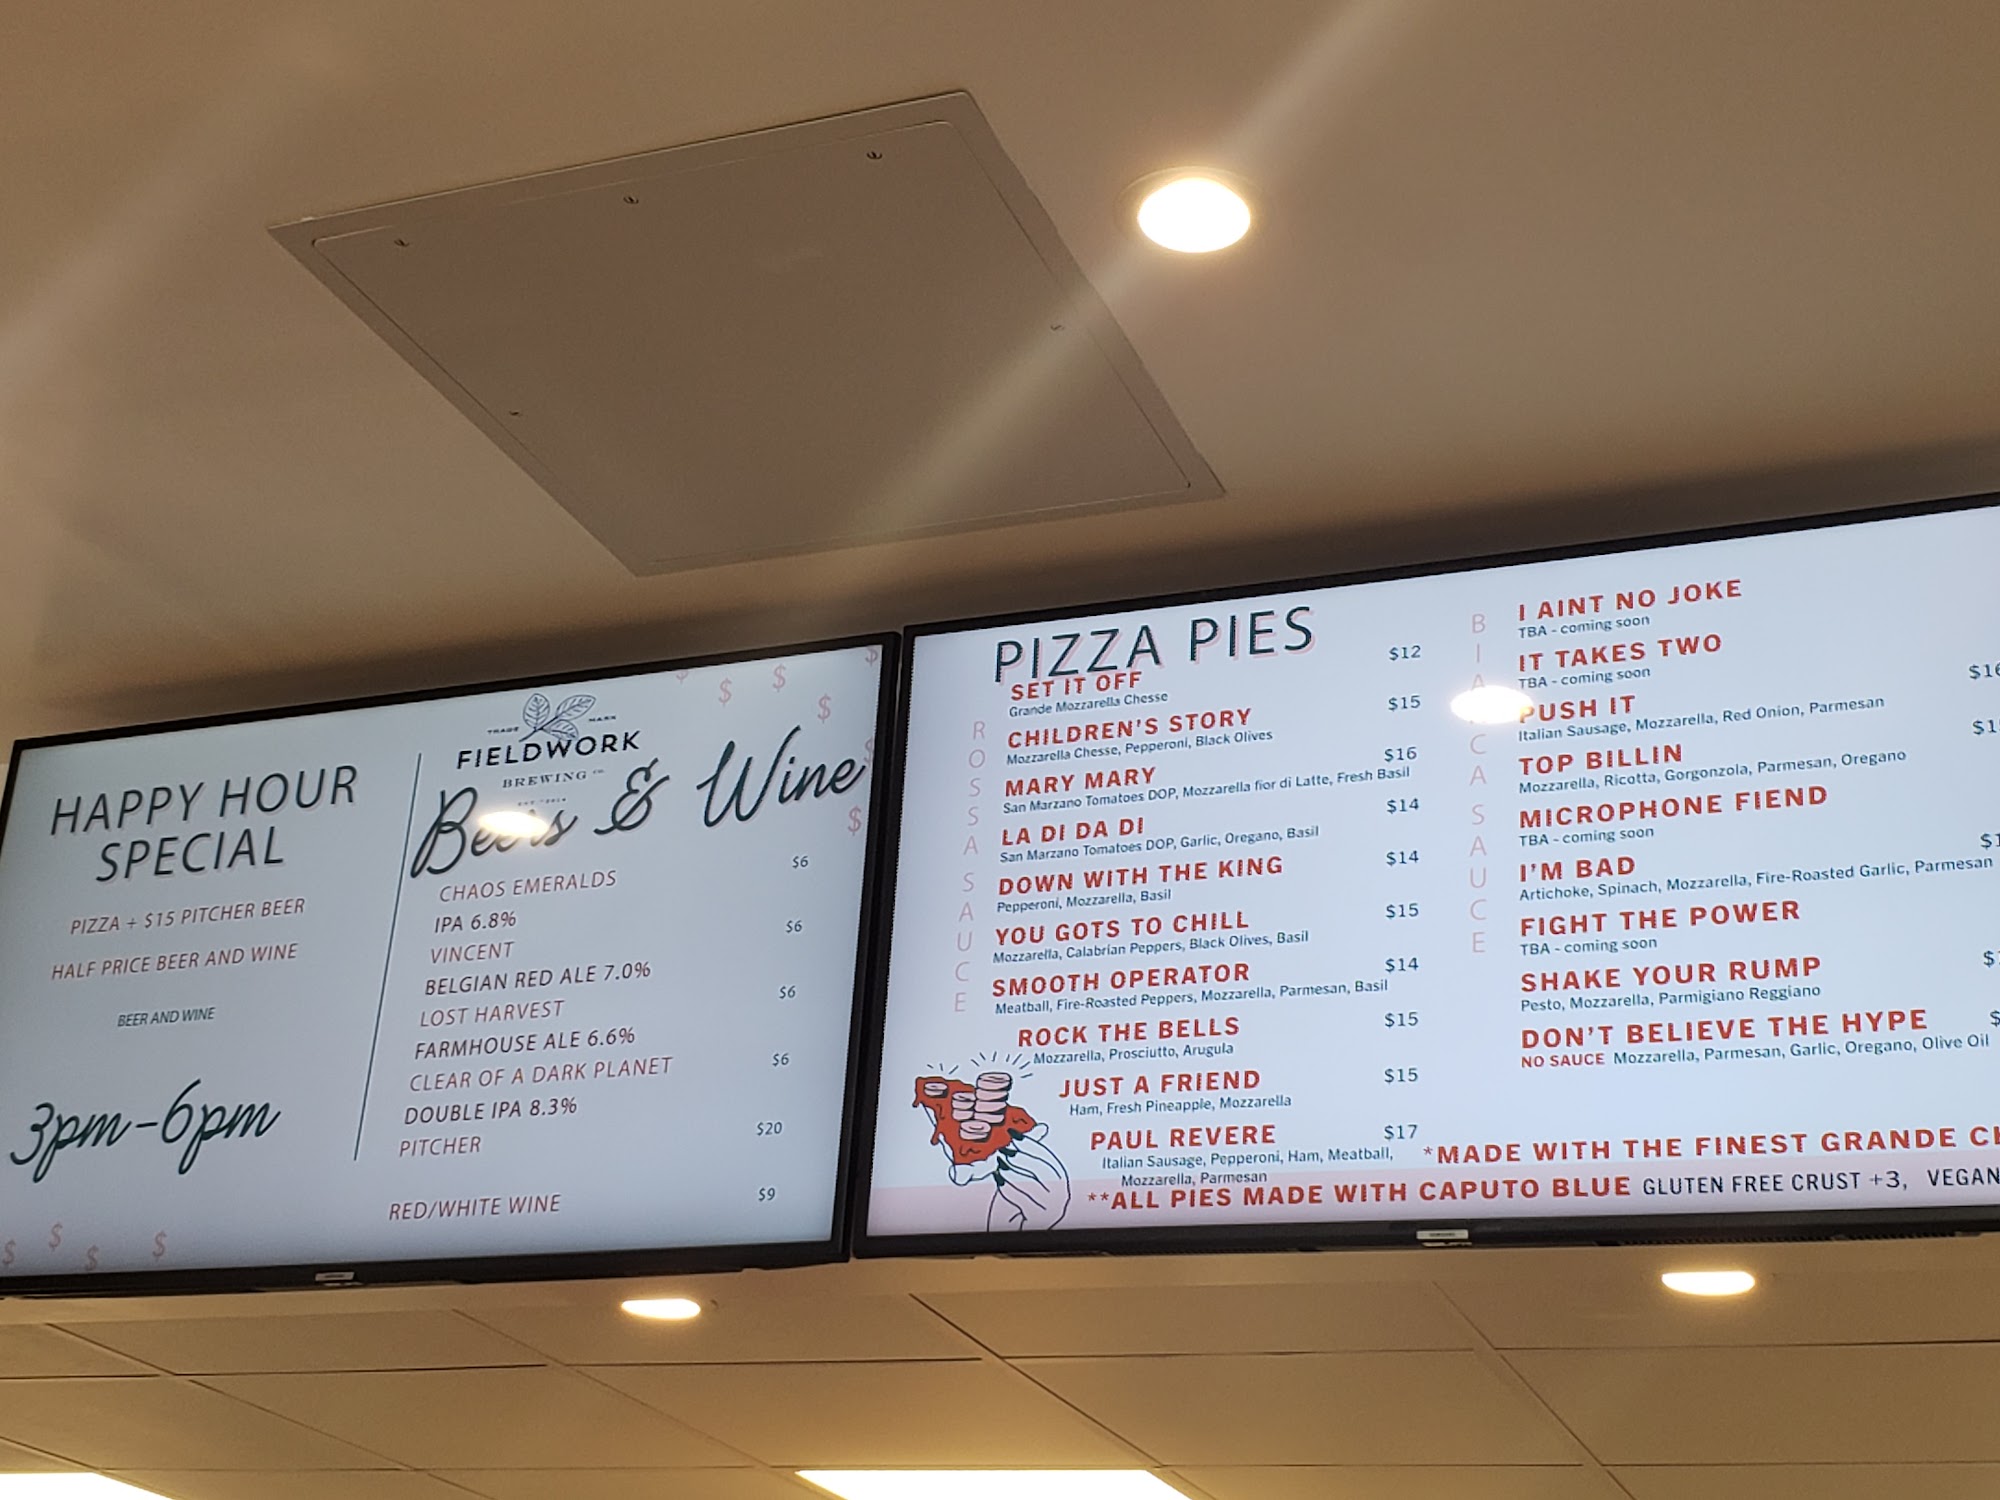 HAPPY HOUR
SPECIAL
PIZZA + $15 PITCHER BEER
HALF PRICE BEER AND WINE
BEER AND WINE
3pm-6pm
TRADE MARK
FIELDWORK
BREWING CO
Beers & Wine
CHAOS EMERALDS $6
IPA 6.8%
VINCENT $6
BELGIAN RED ALE 7.0%
LOST HARVEST $6
FARMHOUSE ALE 6.6%
CLEAR OF A DARK PLANET $6
DOUBLE IPA 8.3%
PITCHER $20
RED/WHITE WINE $9
PIZZA PIES
ROSSA SAUCE
SET IT OFF $12
Grande Mozzarella Chesse
CHILDREN'S STORY $15
Mozzarella Chesse, Pepperoni, Black Olives
MARY MARY $16
San Marzano Tomatoes DOP, Mozzarella fior di Latte, Fresh Basil
LA DI DA DI $14
San Marzano Tomatoes DOP, Garlic, Oregano, Basil
DOWN WITH THE KING $14
Pepperoni, Mozzarella, Basil
YOU GOTS TO CHILL $15
Mozzarella, Calabrian Peppers, Black Olives, Basil
SMOOTH OPERATOR $14
Meatball, Fire-Roasted Peppers, Mozzarella, Parmesan, Basil
ROCK THE BELLS $15
Mozzarella, Prosciutto, Arugula
JUST A FRIEND $15
Ham, Fresh Pineapple, Mozzarella
PAUL REVERE $17
Italian Sausage, Pepperoni, Ham, Meatball,
Mozzarella, Parmesan
BIANCA SAUCE
I AINT NO JOKE
TBA - coming soon
IT TAKES TWO
TBA - coming soon
PUSH IT
Italian Sausage, Mozzarella, Red Onion, Parmesan
TOP BILLIN
Mozzarella, Ricotta, Gorgonzola, Parmesan, Oregano
MICROPHONE FIEND
TBA - coming soon
I'M BAD
Artichoke, Spinach, Mozzarella, Fire-Roasted Garlic, Parmesan
FIGHT THE POWER
TBA - coming soon
SHAKE YOUR RUMP
Pesto, Mozzarella, Parmigiano Reggiano
DON'T BELIEVE THE HYPE
NO SAUCE Mozzarella, Parmesan, Garlic, Oregano, Olive Oil
*MADE WITH THE FINEST GRANDE
**ALL PIES MADE WITH CAPUTO BLUE GLUTEN FREE CRUST +3, VEGAN